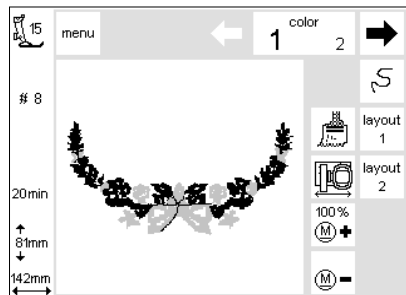 15
menu
color
1 2
# 8
layout
1
layout
2
20min
100%
M +
81mm
M -
142mm